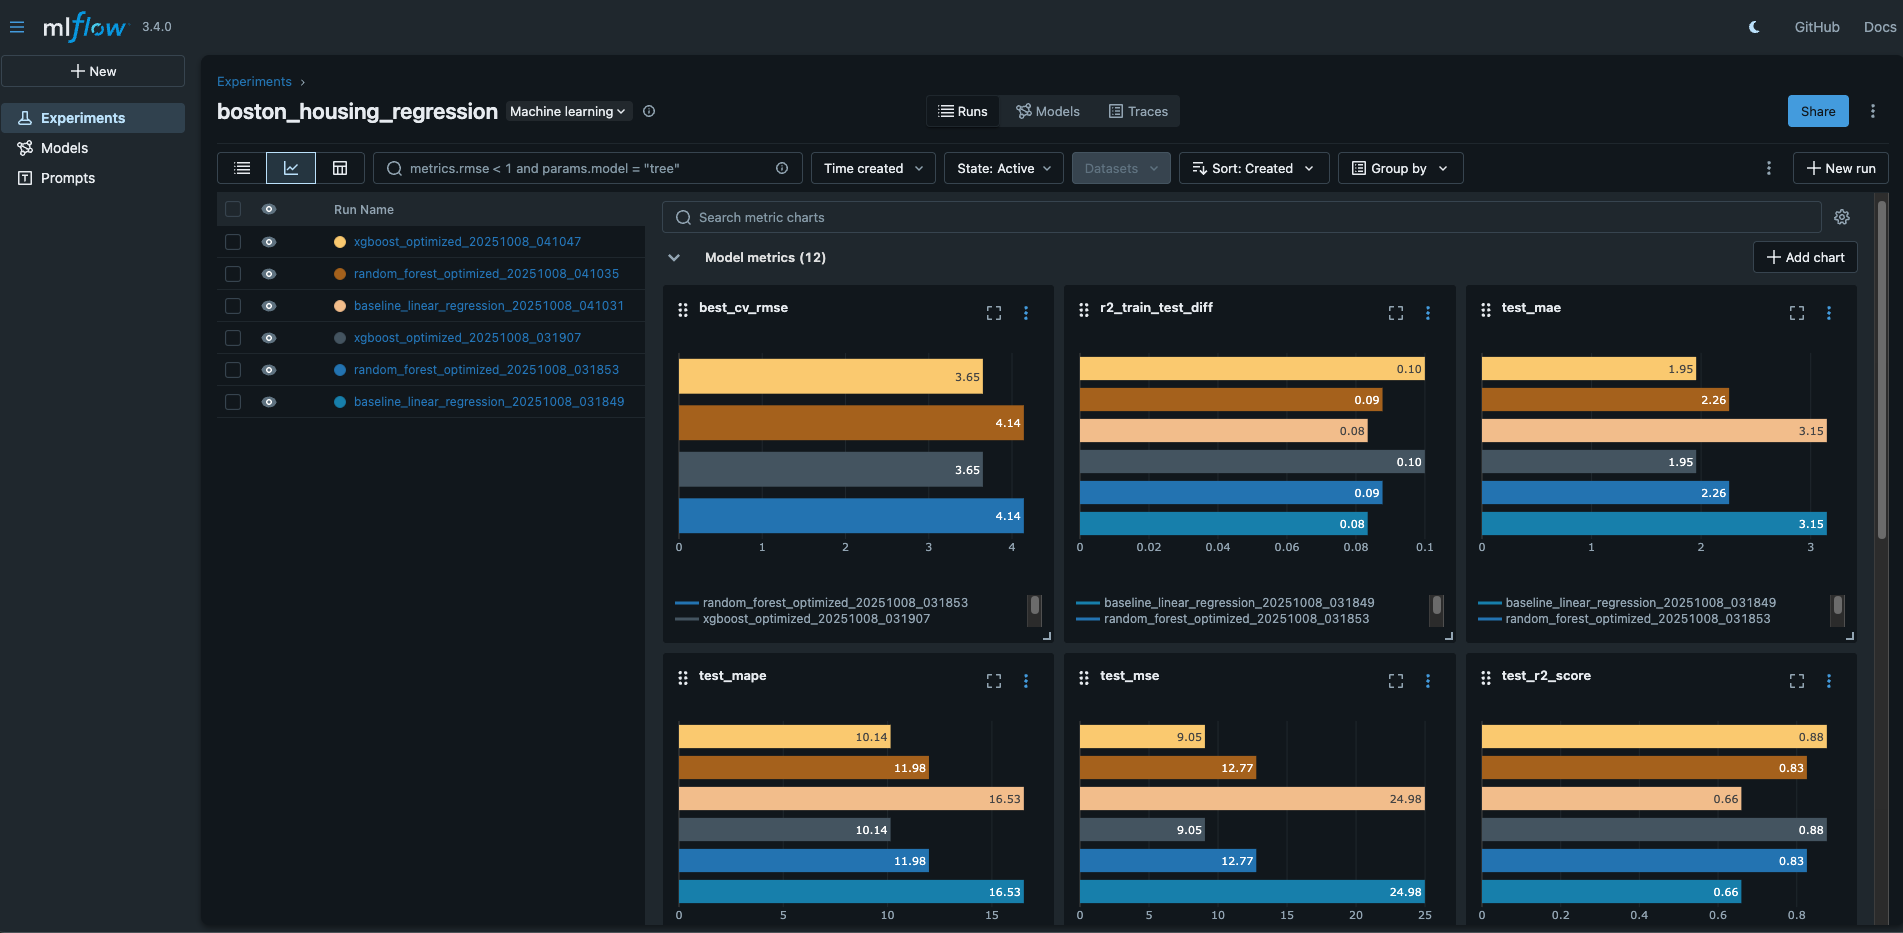 mlflow 3.4.0
GitHub
Docs
New
Experiments
Models
Prompts
Experiments
boston_housing_regression
Machine learning
Runs
Models
Traces
Share
metrics.rmse < 1 and params.model = "tree"
Time created
State: Active
Datasets
Sort: Created
Group by
New run
Run Name
xgboost_optimized_20251008_041047
random_forest_optimized_20251008_041035
baseline_linear_regression_20251008_041031
xgboost_optimized_20251008_031907
random_forest_optimized_20251008_031853
baseline_linear_regression_20251008_031849
Search metric charts
Model metrics (12)
Add chart
best_cv_rmse
3.65
4.14
3.65
4.14
0 1 2 3 4
random_forest_optimized_20251008_031853
xgboost_optimized_20251008_031907
r2_train_test_diff
0.10
0.09
0.08
0.10
0.09
0.08
0 0.02 0.04 0.06 0.08 0.1
baseline_linear_regression_20251008_031849
random_forest_optimized_20251008_031853
test_mae
1.95
2.26
3.15
1.95
2.26
3.15
0 1 2 3
baseline_linear_regression_20251008_031849
random_forest_optimized_20251008_031853
test_mape
10.14
11.98
16.53
10.14
11.98
16.53
0 5 10 15
test_mse
9.05
12.77
24.98
9.05
12.77
24.98
0 5 10 15 20 25
test_r2_score
0.88
0.83
0.66
0.88
0.83
0.66
0 0.2 0.4 0.6 0.8